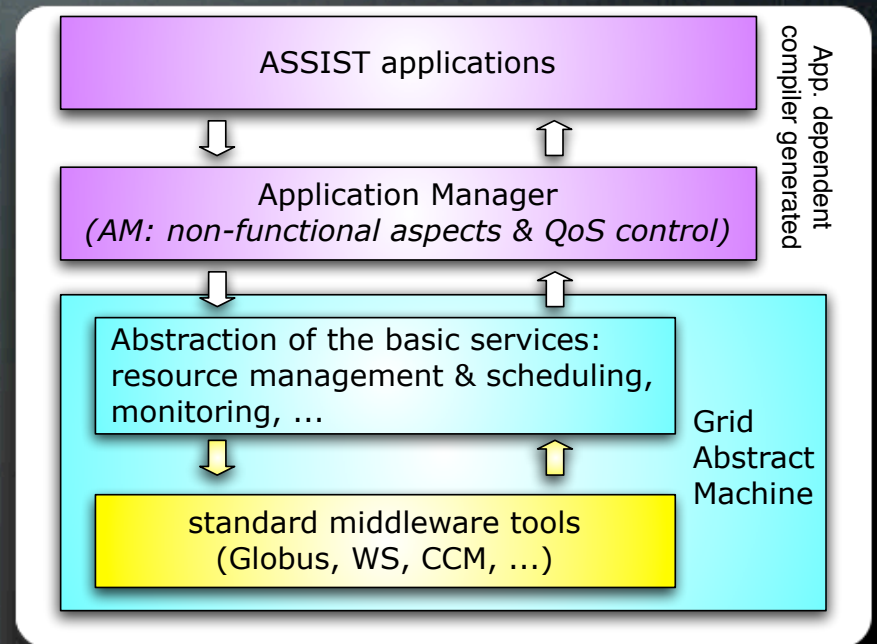 ASSIST applications
App. dependent
compiler generated
Application Manager
(AM: non-functional aspects & QoS control)
Abstraction of the basic services:
resource management & scheduling,
monitoring, ...
Grid
Abstract
Machine
standard middleware tools
(Globus, WS, CCM, ...)